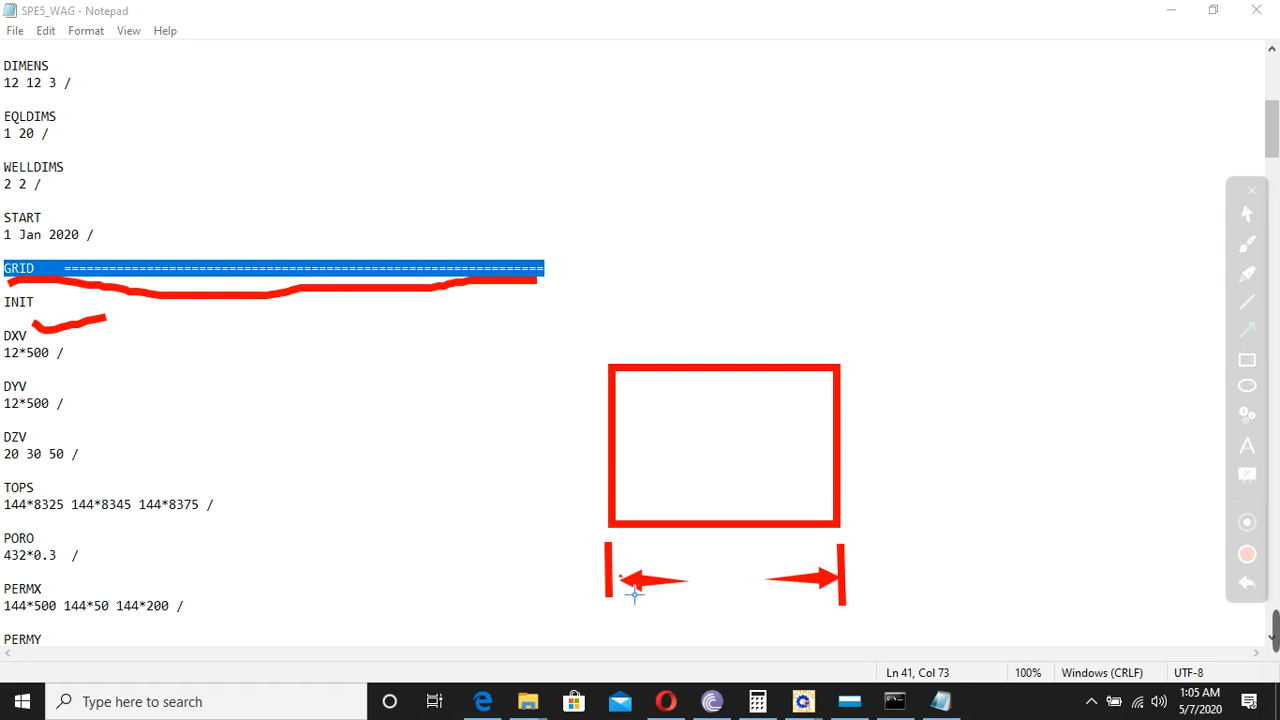 SPE5_WAG - Notepad
File Edit Format View Help
DIMENS
12 12 3 /
EQLDIMS
1 20 /
WELLDIMS
2 2 /
START
1 Jan 2020 /
GRID ================================================================
INIT
DXV
12*500 /
DYV
12*500 /
DZV
20 30 50 /
TOPS
144*8325 144*8345 144*8375 /
PORO
432*0.3 /
PERMX
144*500 144*50 144*200 /
PERMY
Ln 41, Col 73 100% Windows (CRLF) UTF-8
Type here to search
1:05 AM
5/7/2020